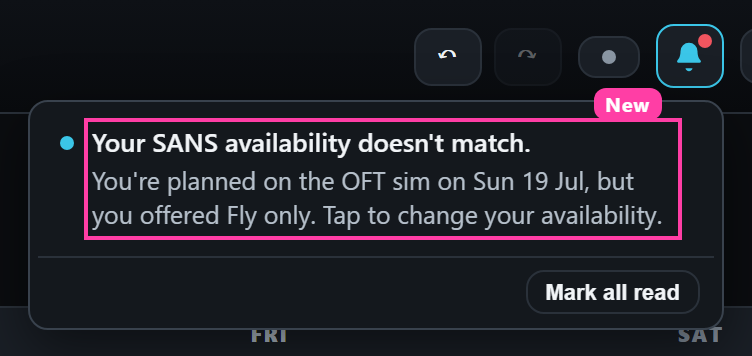 New
Your SANS availability doesn't match.
You're planned on the OFT sim on Sun 19 Jul, but
you offered Fly only. Tap to change your availability.
Mark all read
FRI
SAT